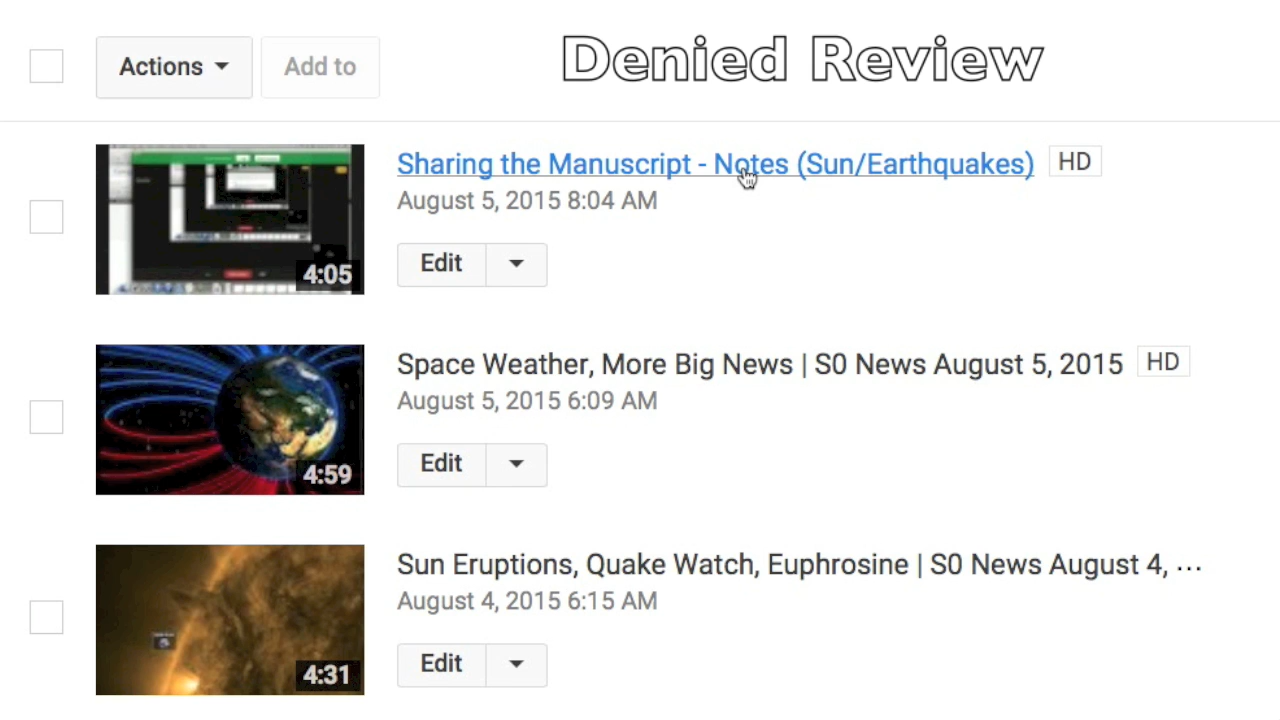 Actions
Add to
Denied Review
Sharing the Manuscript - Notes (Sun/Earthquakes) HD
August 5, 2015 8:04 AM
4:05
Edit
Space Weather, More Big News | S0 News August 5, 2015 HD
August 5, 2015 6:09 AM
4:59
Edit
Sun Eruptions, Quake Watch, Euphrosine | S0 News August 4, ...
August 4, 2015 6:15 AM
4:31
Edit